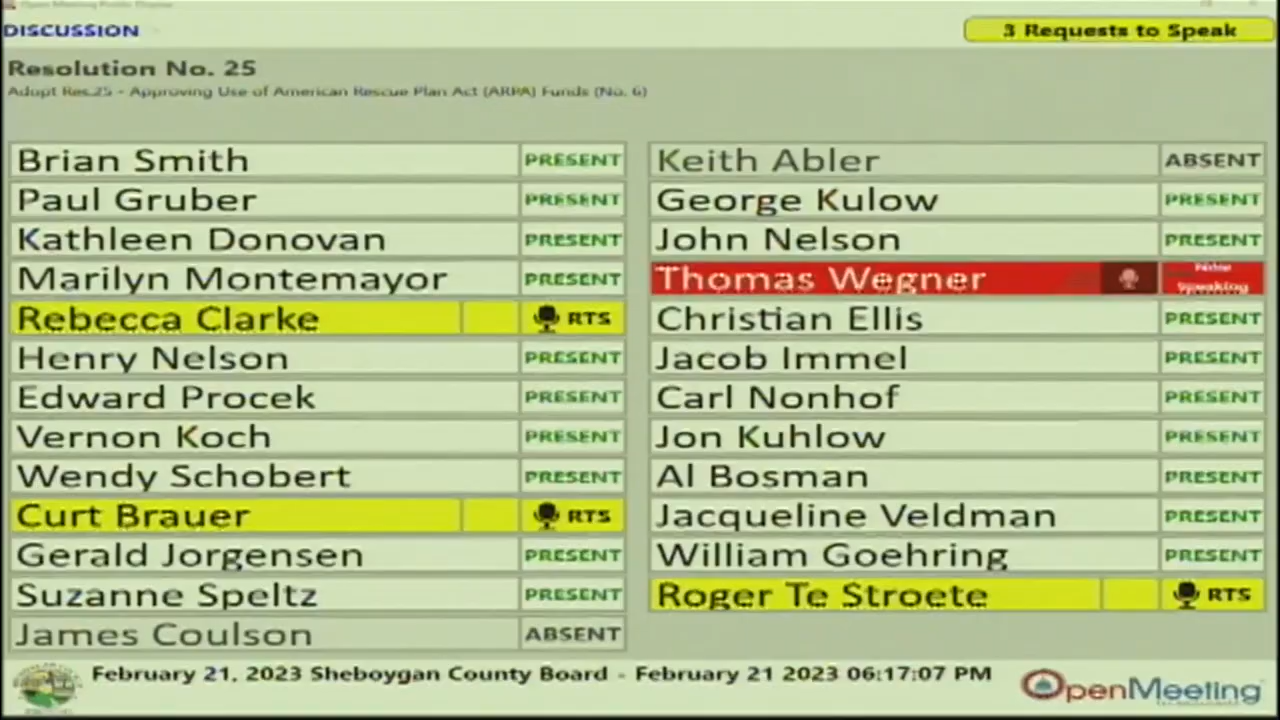 DISCUSSION
3 Requests to Speak
Resolution No. 25
Adopt Res.25 - Approving Use of American Rescue Plan Act (ARPA) Funds (No. 6)
Brian Smith PRESENT
Paul Gruber PRESENT
Kathleen Donovan PRESENT
Marilyn Montemayor PRESENT
Rebecca Clarke RTS
Henry Nelson PRESENT
Edward Procek PRESENT
Vernon Koch PRESENT
Wendy Schobert PRESENT
Curt Brauer RTS
Gerald Jorgensen PRESENT
Suzanne Speltz PRESENT
James Coulson ABSENT
Keith Abler ABSENT
George Kulow PRESENT
John Nelson PRESENT
Thomas Wegner Now
Speaking
Christian Ellis PRESENT
Jacob Immel PRESENT
Carl Nonhof PRESENT
Jon Kuhlow PRESENT
Al Bosman PRESENT
Jacqueline Veldman PRESENT
William Goehring PRESENT
Roger Te Stroete RTS
February 21, 2023 Sheboygan County Board - February 21 2023 06:17:07 PM
OpenMeeting